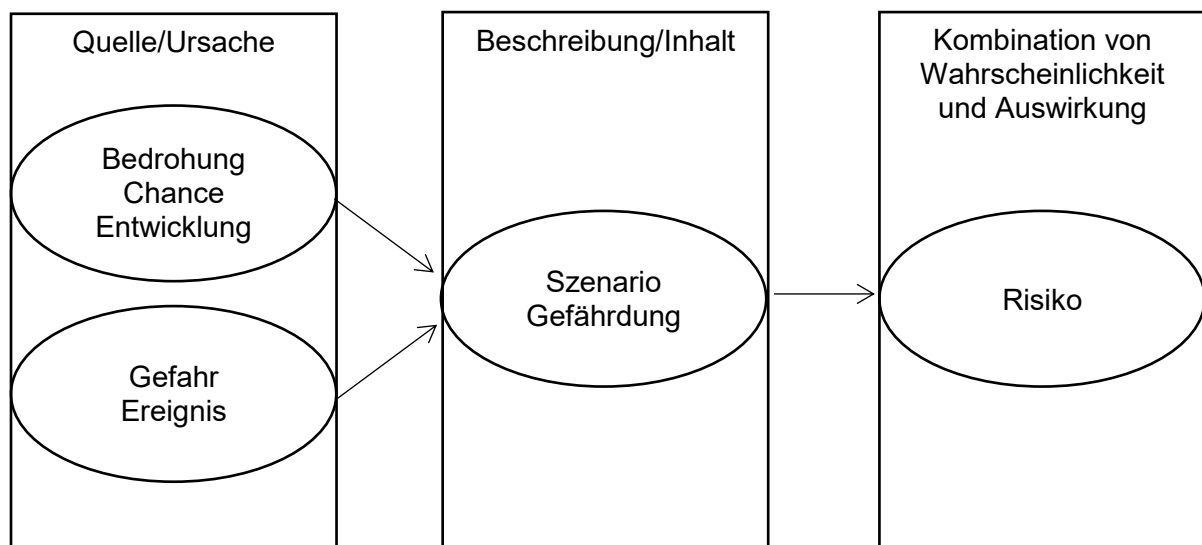 Quelle/Ursache
Bedrohung
Chance
Entwicklung
Gefahr
Ereignis
Beschreibung/Inhalt
Szenario
Gefährdung
Kombination von
Wahrscheinlichkeit
und Auswirkung
Risiko